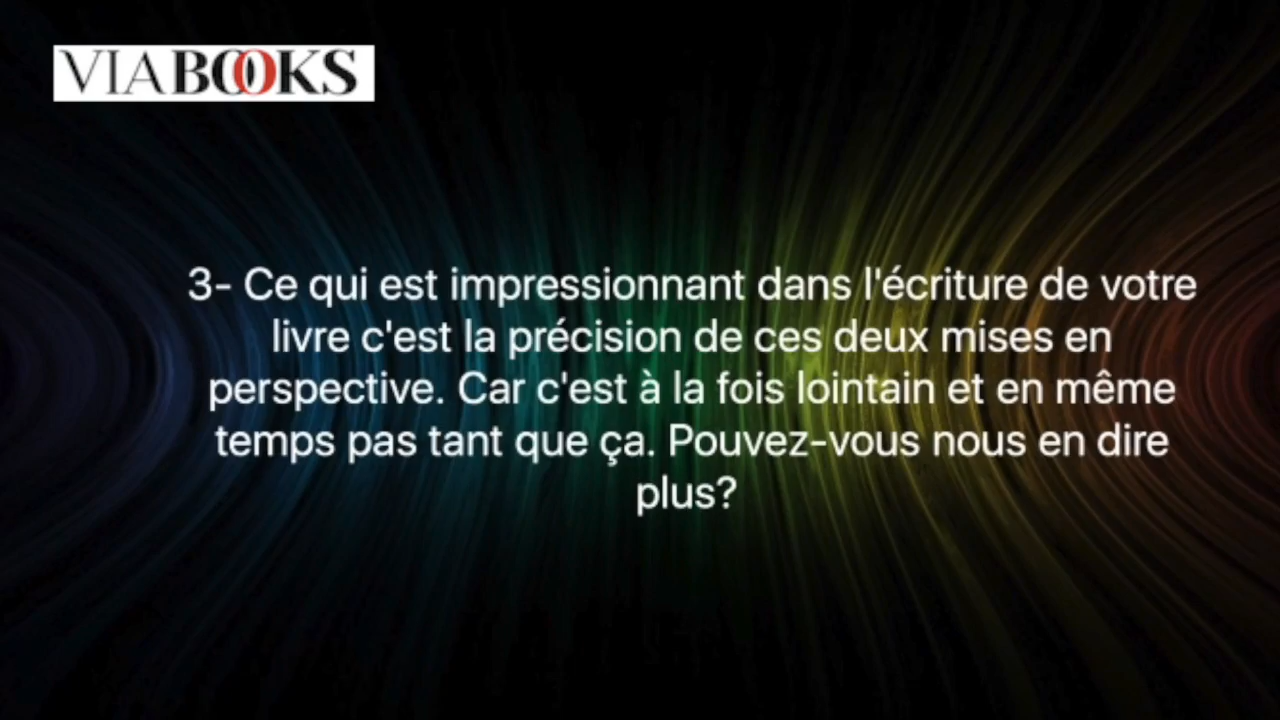 VIABOOKS
3- Ce qui est impressionnant dans l'écriture de votre
livre c'est la précision de ces deux mises en
perspective. Car c'est à la fois lointain et en même
temps pas tant que ça. Pouvez-vous nous en dire
plus?